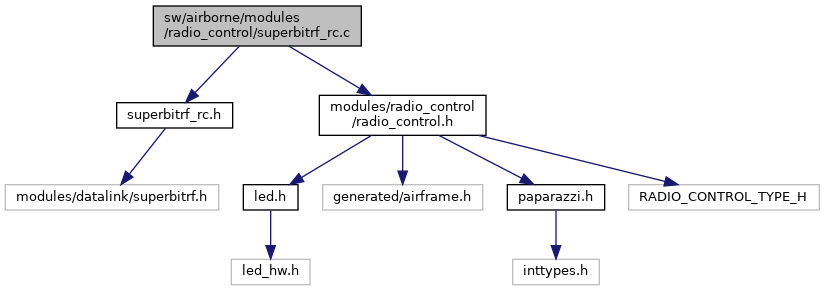 sw/airborne/modules
/radio_control/superbitrf_rc.c
superbitrf_rc.h
modules/radio_control
/radio_control.h
modules/datalink/superbitrf.h
led.h
generated/airframe.h
paparazzi.h
RADIO_CONTROL_TYPE_H
led_hw.h
inttypes.h